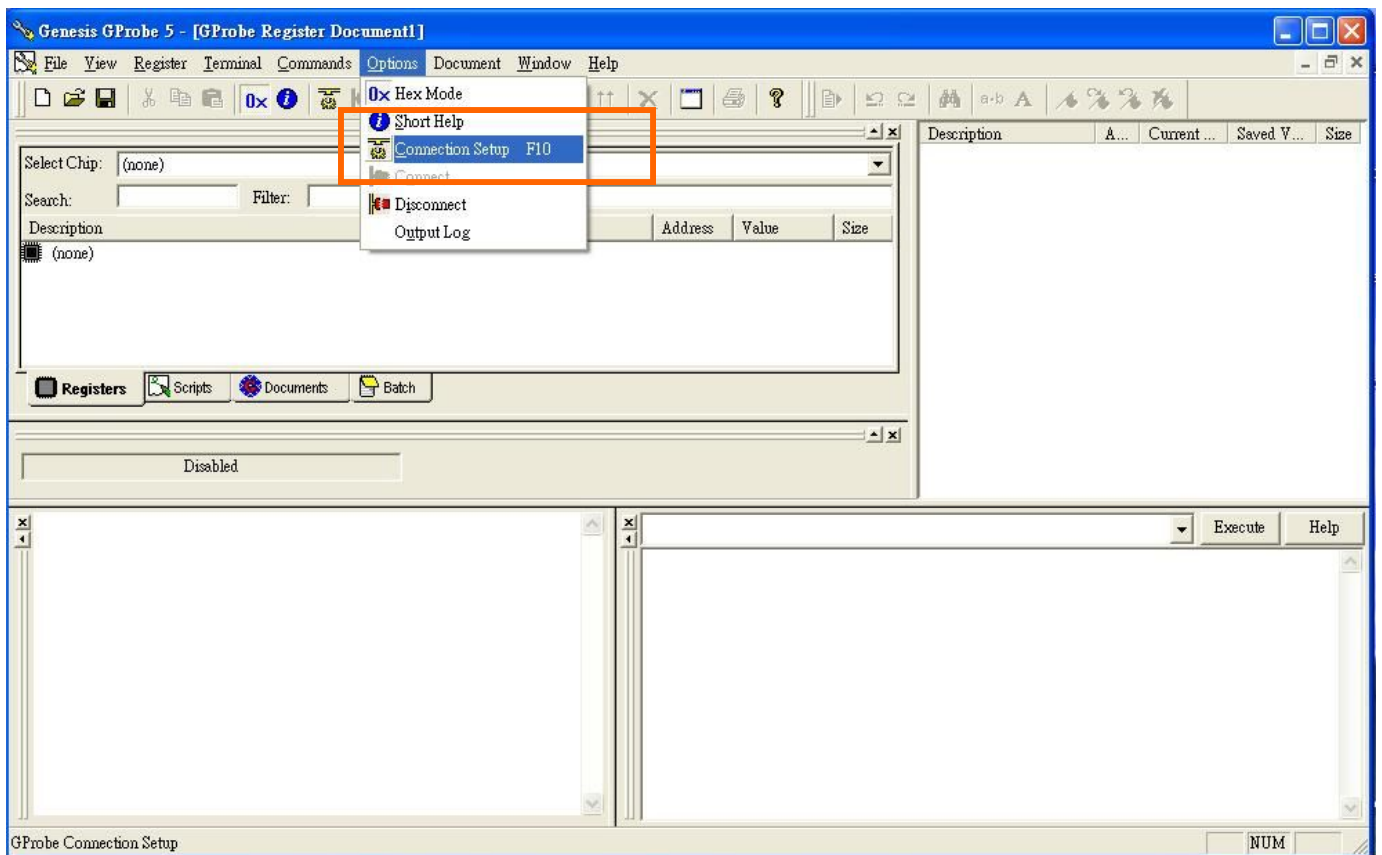 Genesis GProbe 5 - [GProbe Register Document1]
File View Register Terminal Commands Options Document Window Help
0x Hex Mode
Short Help
Connection Setup F10
Connect
Disconnect
Output Log
0x
a-b A
Select Chip: (none)
Search: Filter:
Description Address Value Size
(none)
Registers Scripts Documents Batch
Disabled
Description A... Current ... Saved V... Size
Execute Help
GProbe Connection Setup NUM